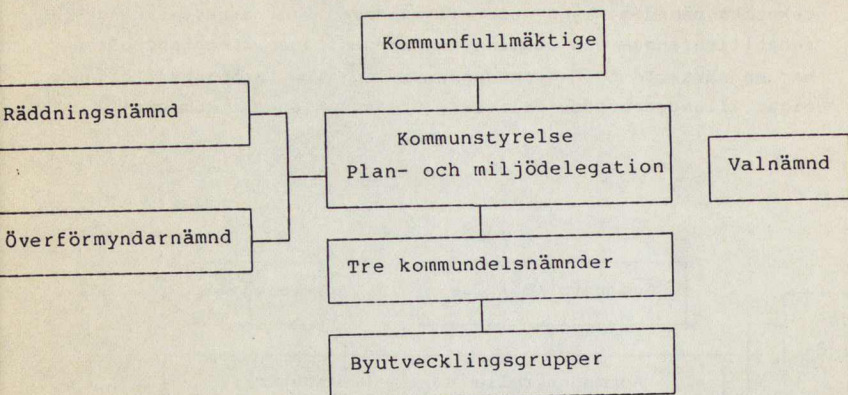 Kommunfullmäktige
Räddningsnämnd
Kommunstyrelse
Plan- och miljödelegation
Valnämnd
Överförmyndarnämnd
Tre kommundelsnämnder
Byutvecklingsgrupper